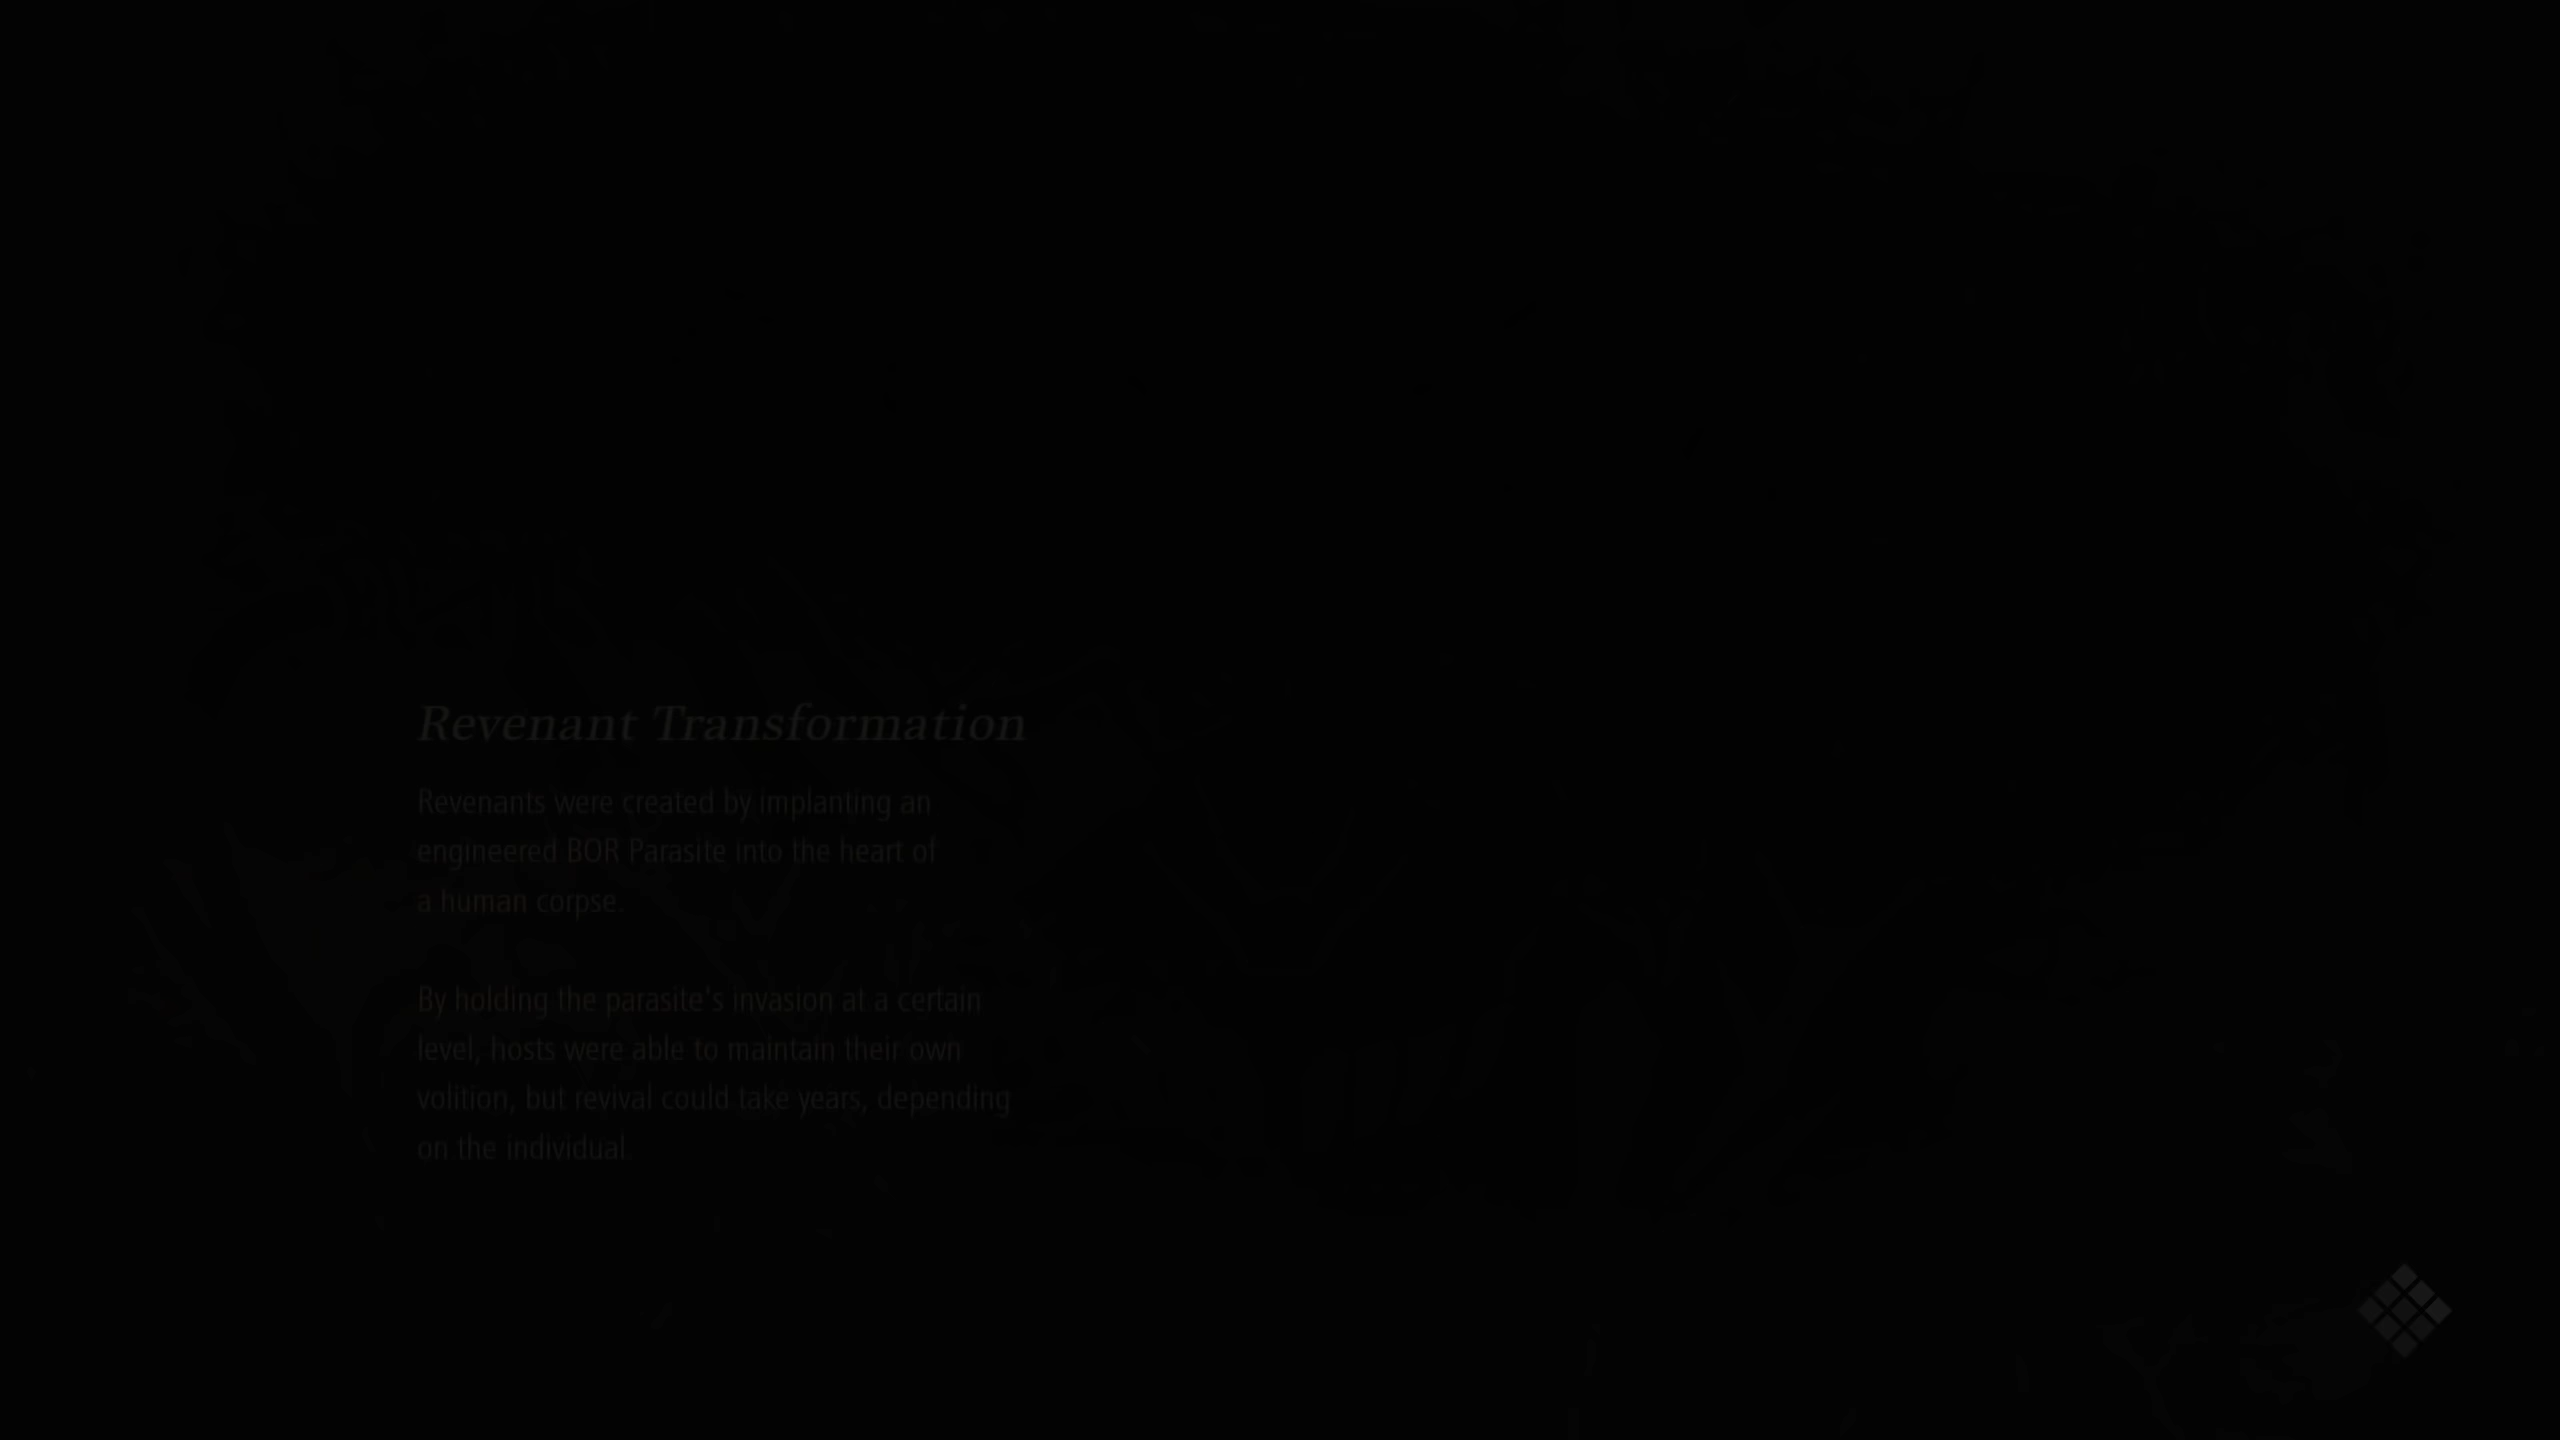 Revenant Transformation
Revenants were created by implanting an
engineered BOR Parasite into the heart of
a human corpse.
By holding the parasite's invasion at a certain
level, hosts were able to maintain their own
volition, but revival could take years, depending
on the individual.